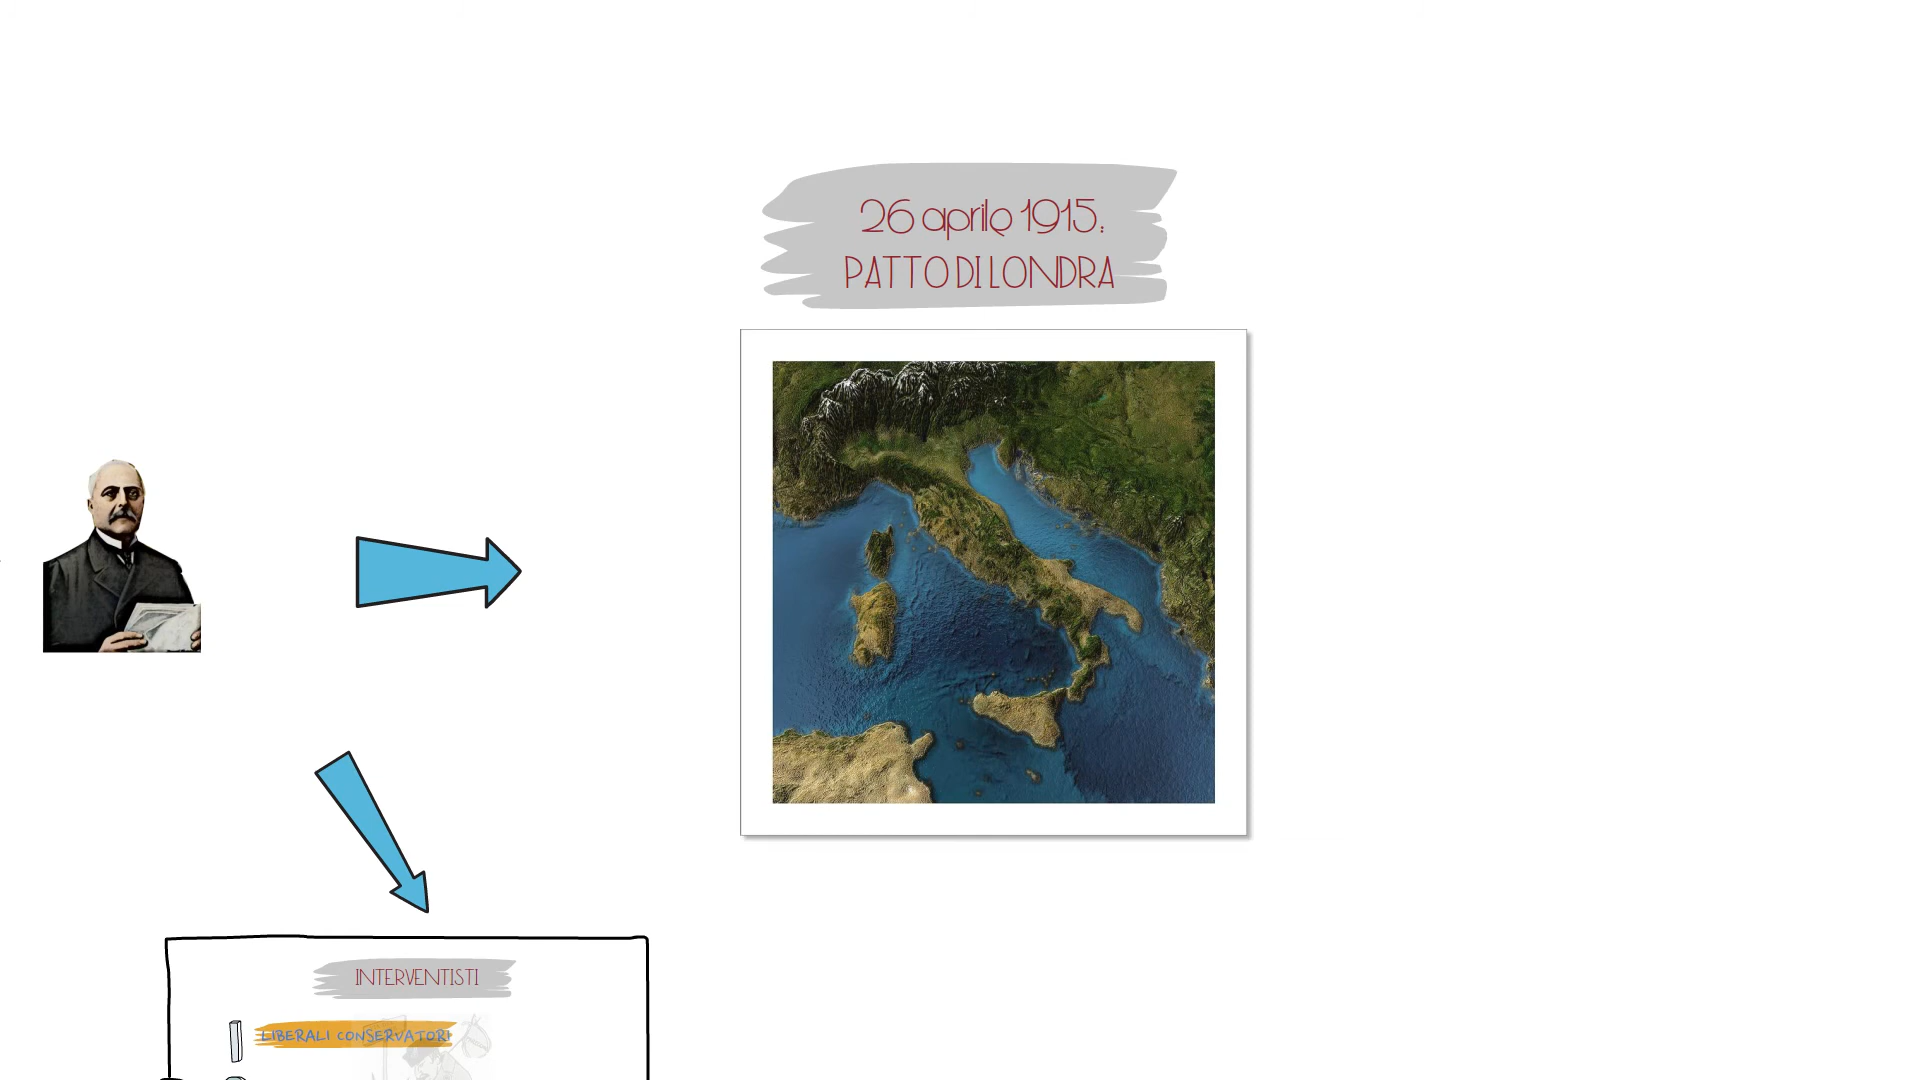 26 aprile 1915:
PATTO DI LONDRA
INTERVENTISTI
LIBERALI CONSERVATORI